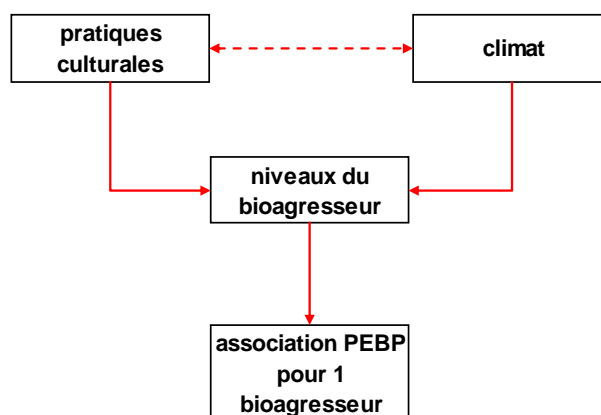 pratiques
culturales
climat
niveaux du
bioagresseur
association PEBP
pour 1
bioagresseur